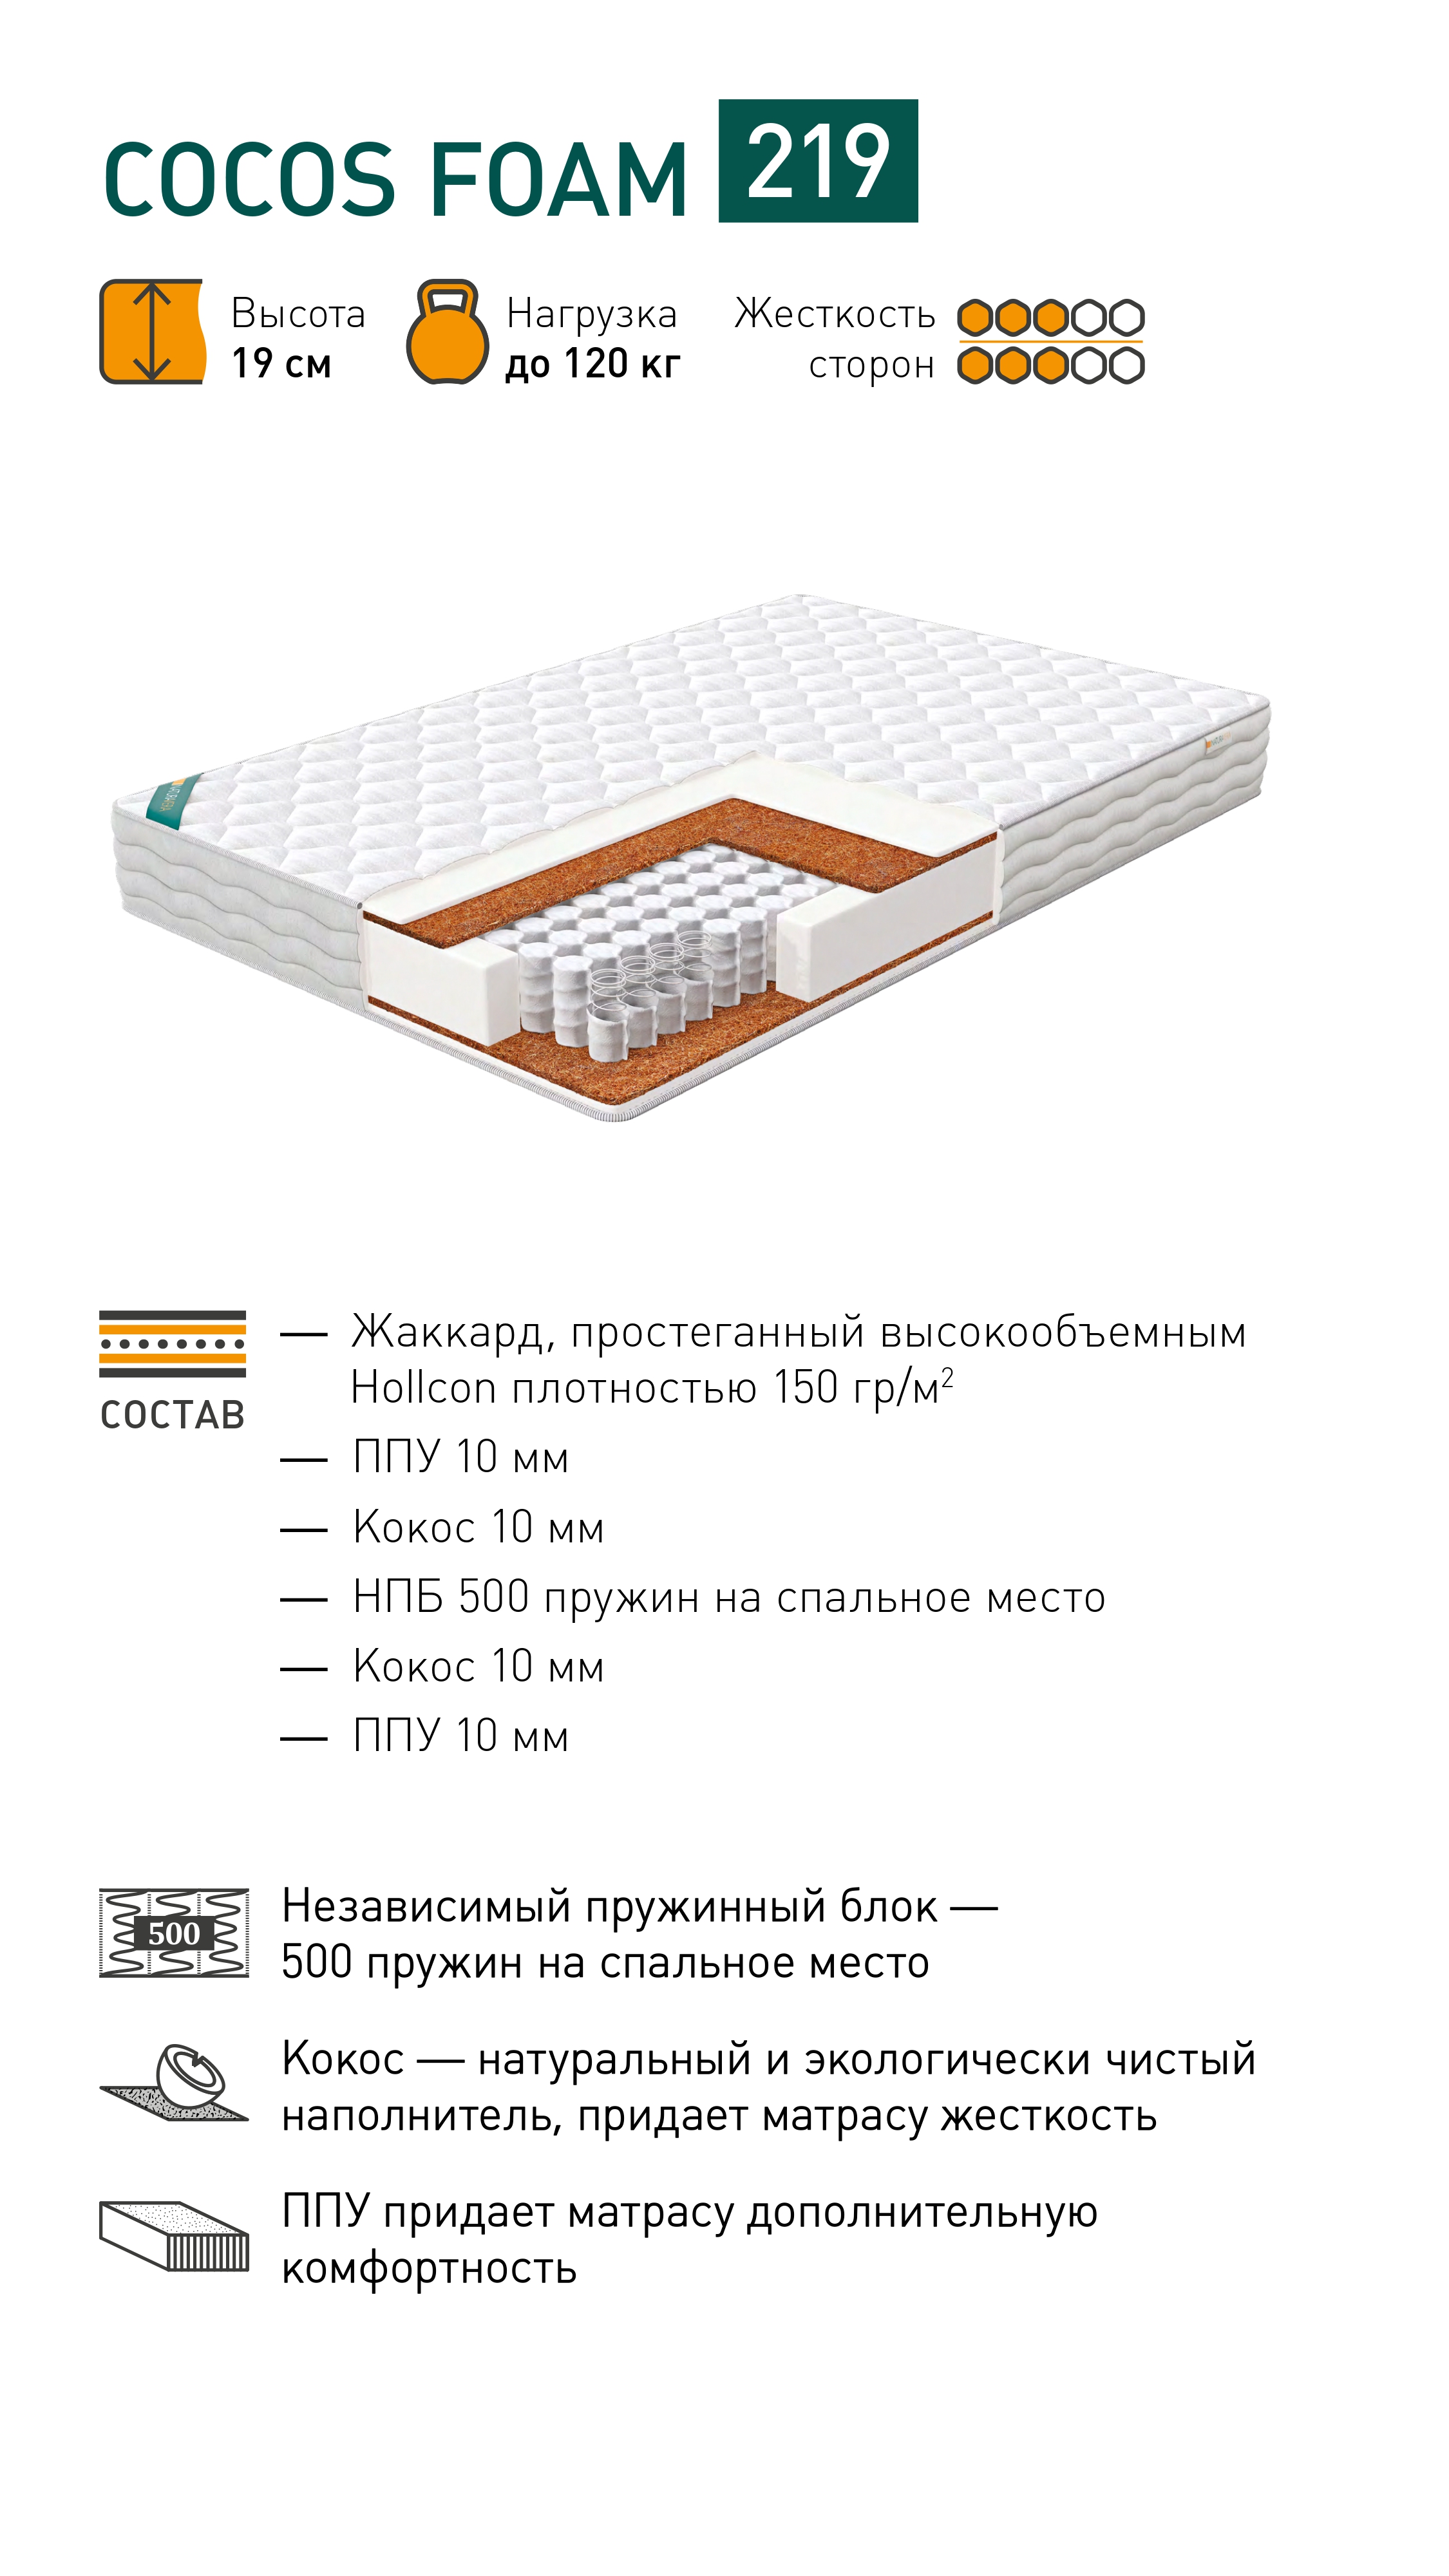 COCOS FOAM 219
Высота
19 см
Нагрузка
до 120 кг
Жесткость
сторон
— Жаккард, простеганный высокообъемным
Hollcon плотностью 150 гр/м²
СОСТАВ
— ППУ 10 мм
— Кокос 10 мм
— НПБ 500 пружин на спальное место
— Кокос 10 мм
— ППУ 10 мм
500
Независимый пружинный блок —
500 пружин на спальное место
Кокос — натуральный и экологически чистый
наполнитель, придает матрасу жесткость
ППУ придает матрасу дополнительную
комфортность